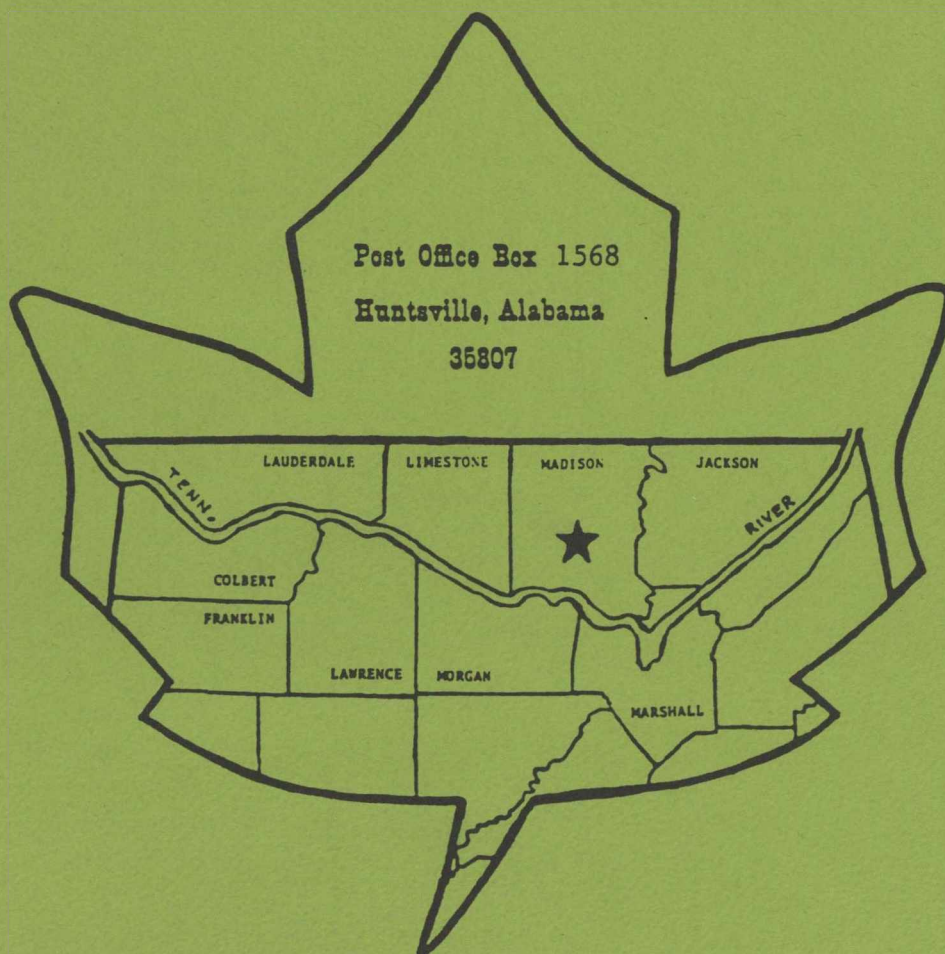 Post Office Box 1568
Huntsville, Alabama
35807
LAUDERDALE LIMESTONE MADISON JACKSON
TENN. RIVER
COLBERT
FRANKLIN
LAWRENCE MORGAN
MARSHALL